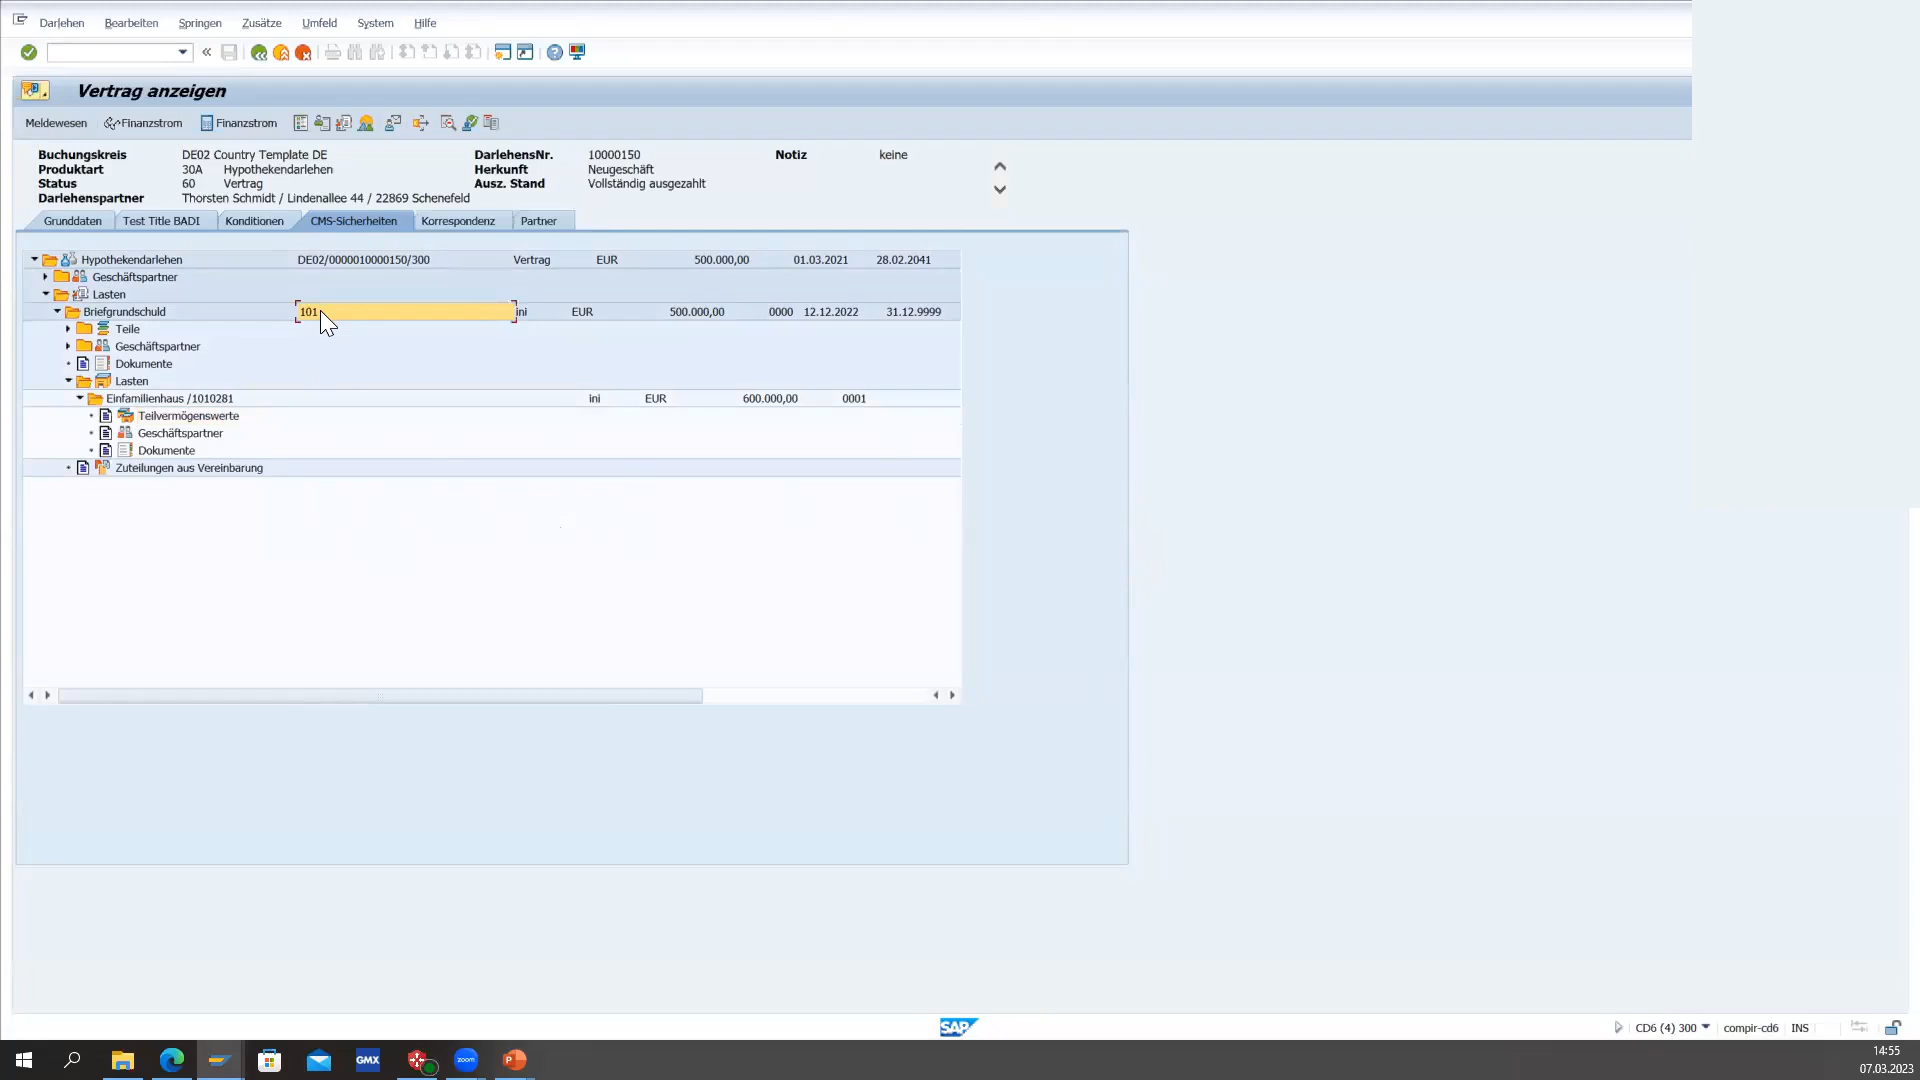 Darlehen Bearbeiten Springen Zusätze Umfeld System Hilfe
Vertrag anzeigen
Meldewesen Finanzstrom Finanzstrom
Buchungskreis DE02 Country Template DE DarlehensNr. 10000150 Notiz keine
Produktart 30A Hypothekendarlehen Herkunft Neugeschäft
Status 60 Vertrag Ausz. Stand Vollständig ausgezahlt
Darlehenspartner Thorsten Schmidt / Lindenallee 44 / 22869 Schenefeld
Grunddaten Test Title BADI Konditionen CMS-Sicherheiten Korrespondenz Partner
Hypothekendarlehen DE02/0000010000150/300 Vertrag EUR 500.000,00 01.03.2021 28.02.2041
Geschäftspartner
Lasten
Briefgrundschuld 101 ini EUR 500.000,00 0000 12.12.2022 31.12.9999
Teile
Geschäftspartner
Dokumente
Lasten
Einfamilienhaus /1010281 ini EUR 600.000,00 0001
Teilvermögenswerte
Geschäftspartner
Dokumente
Zuteilungen aus Vereinbarung
SAP CD6 (4) 300 compir-cd6 INS
GMX zoom P
14:55
07.03.2023